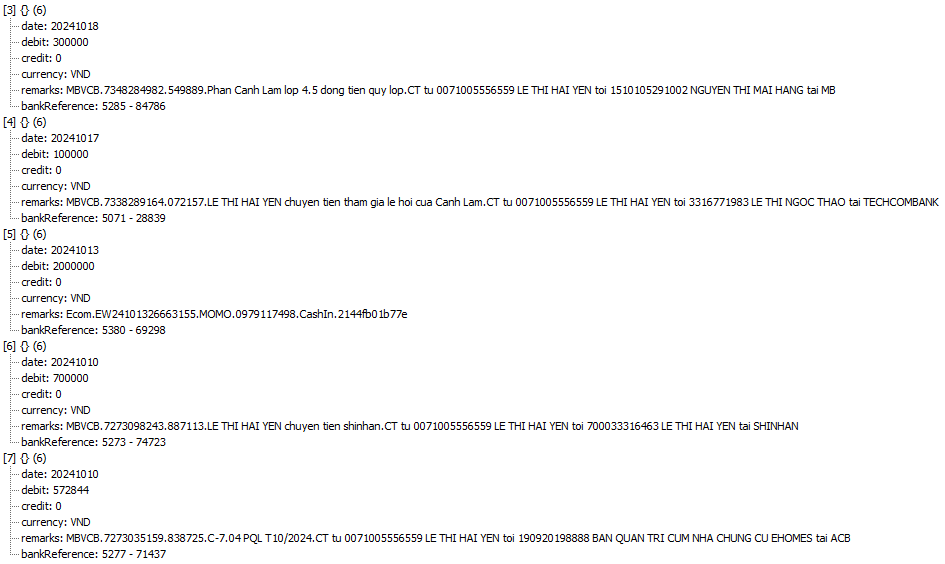 [3] {} (6)
date: 20241018
debit: 300000
credit: 0
currency: VND
remarks: MBVCB.7348284982.549889.Phan Canh Lam lop 4.5 dong tien quy lop.CT tu 0071005556559 LE THI HAI YEN toi 1510105291002 NGUYEN THI MAI HANG tai MB
bankReference: 5285 - 84786
[4] {} (6)
date: 20241017
debit: 100000
credit: 0
currency: VND
remarks: MBVCB.7338289164.072157.LE THI HAI YEN chuyen tien tham gia le hoi cua Canh Lam.CT tu 0071005556559 LE THI HAI YEN toi 3316771983 LE THI NGOC THAO tai TECHCOMBANK
bankReference: 5071 - 28839
[5] {} (6)
date: 20241013
debit: 2000000
credit: 0
currency: VND
remarks: Ecom.EW24101326663155.MOMO.0979117498.CashIn.2144fb01b77e
bankReference: 5380 - 69298
[6] {} (6)
date: 20241010
debit: 700000
credit: 0
currency: VND
remarks: MBVCB.7273098243.887113.LE THI HAI YEN chuyen tien shinhan.CT tu 0071005556559 LE THI HAI YEN toi 700033316463 LE THI HAI YEN tai SHINHAN
bankReference: 5273 - 74723
[7] {} (6)
date: 20241010
debit: 572844
credit: 0
currency: VND
remarks: MBVCB.7273035159.838725.C-7.04 PQL T10/2024.CT tu 0071005556559 LE THI HAI YEN toi 190920198888 BAN QUAN TRI CUM NHA CHUNG CU EHOMES tai ACB
bankReference: 5277 - 71437